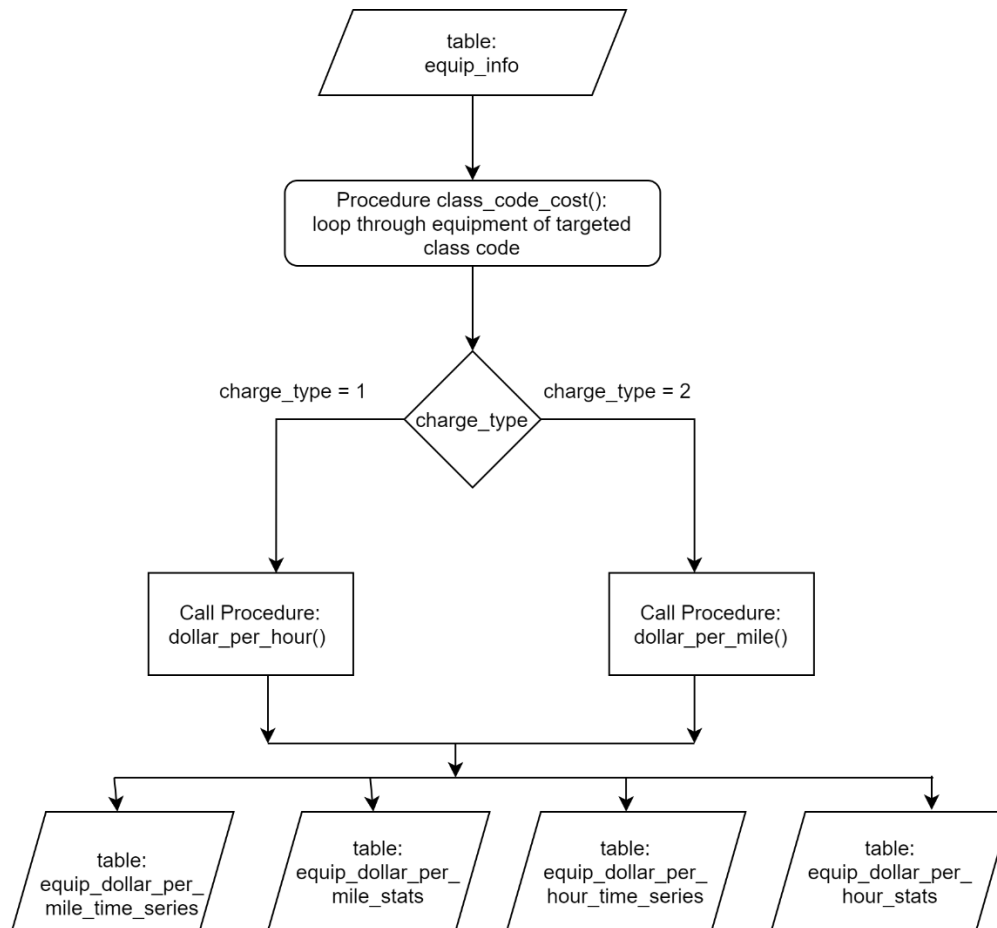 table:
equip_info
Procedure class_code_cost():
loop through equipment of targeted
class code
charge_type = 1
charge_type = 2
charge_type
Call Procedure:
dollar_per_hour()
Call Procedure:
dollar_per_mile()
table:
equip_dollar_per_
mile_time_series
table:
equip_dollar_per_
mile_stats
table:
equip_dollar_per_
hour_time_series
table:
equip_dollar_per_
hour_stats